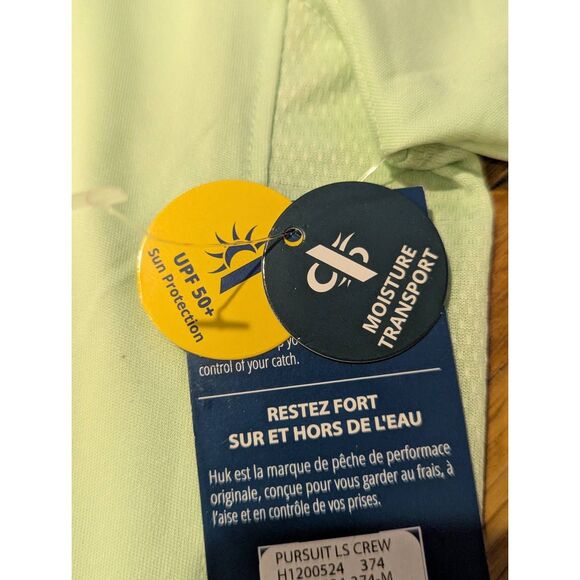 UPF 50+
Sun Protection
MOISTURE
TRANSPORT
control of your catch.
RESTEZ FORT
SUR ET HORS DE L'EAU
Huk est la marque de pêche de performace
originale, conçue pour vous garder au frais, à
l'aise et en contrôle de vos prises.
PURSUIT LS CREW
H1200524 374
374-M